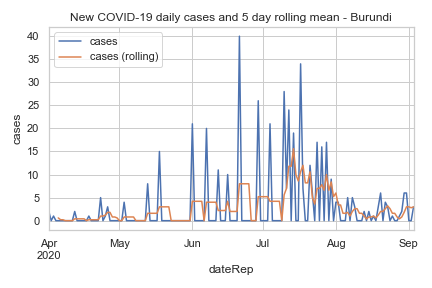 New COVID-19 daily cases and 5 day rolling mean - Burundi
cases
cases (rolling)
40
35
30
25
20
15
10
5
0
cases
Apr
2020
May
Jun
Jul
Aug
Sep
dateRep